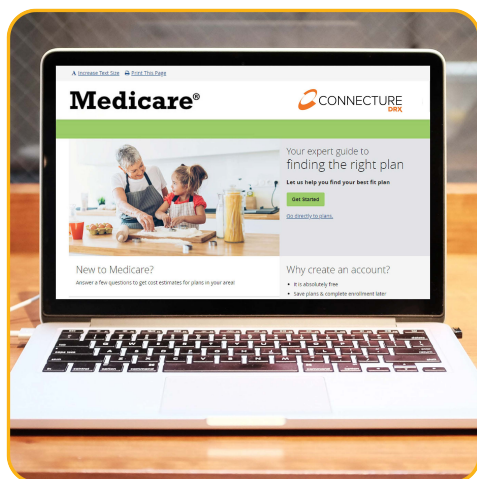 A Increase Text Size Print This Page
Medicare®
CONNECTURE
DRX
Your expert guide to
finding the right plan
Let us help you find your best fit plan
Get Started
Go directly to plans.
New to Medicare?
Answer a few questions to get cost estimates for plans in your area!
Why create an account?
• It is absolutely free
• Save plans & complete enrollment later